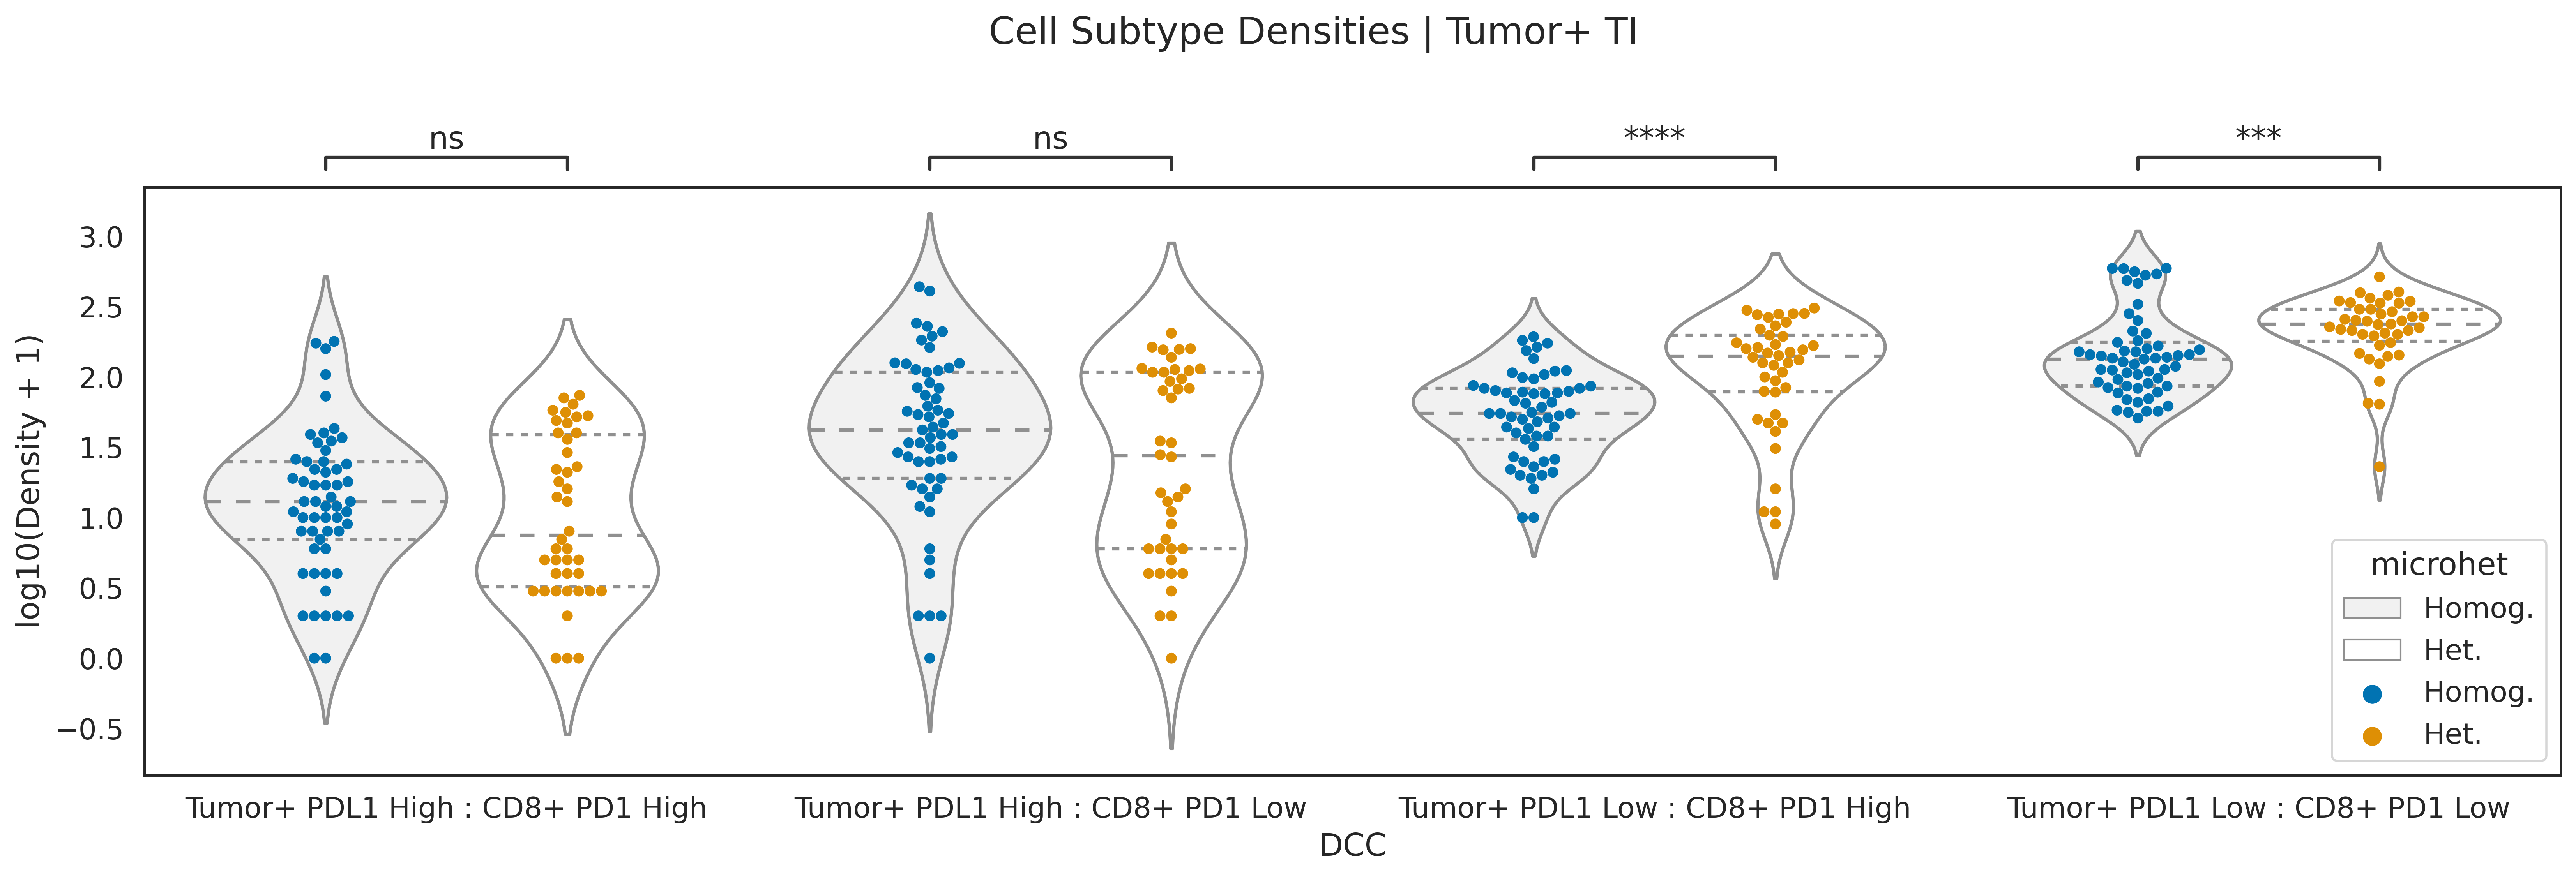 Cell Subtype Densities | Tumor+ TI
ns
ns
****
***
3.0
2.5
2.0
1.5
1.0
0.5
0.0
−0.5
log10(Density + 1)
microhet
Homog.
Het.
Homog.
Het.
Tumor+ PDL1 High : CD8+ PD1 High
Tumor+ PDL1 High : CD8+ PD1 Low
Tumor+ PDL1 Low : CD8+ PD1 High
Tumor+ PDL1 Low : CD8+ PD1 Low
DCC